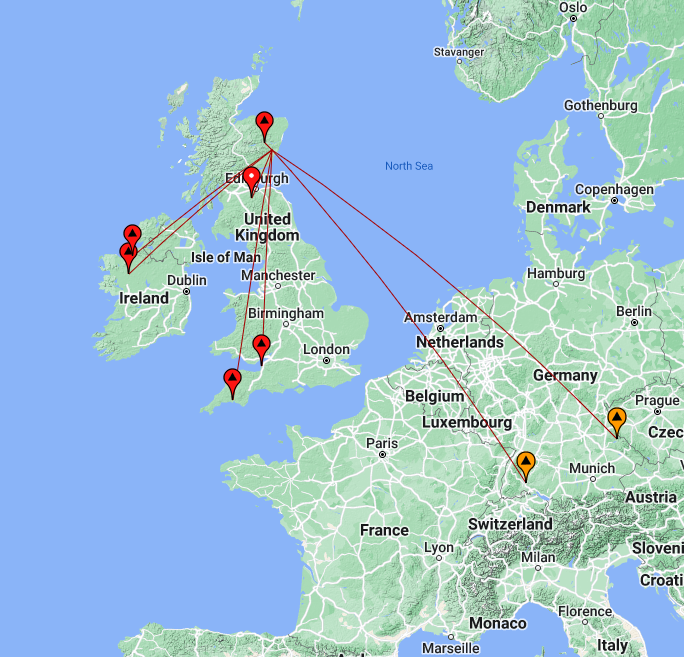 Oslo
Stavanger
Gothenburg
North Sea
Edinburgh
Copenhagen
Denmark
United
Kingdom
Isle of Man
Manchester
Hamburg
Dublin
Ireland
Birmingham
Amsterdam
Berlin
Netherlands
London
Germany
Belgium
Prague
Luxembourg
Czec
Paris
Munich
Austria
Switzerland
France
Lyon
Milan
Sloveni
Croati
Florence
Monaco
Marseille
Italy